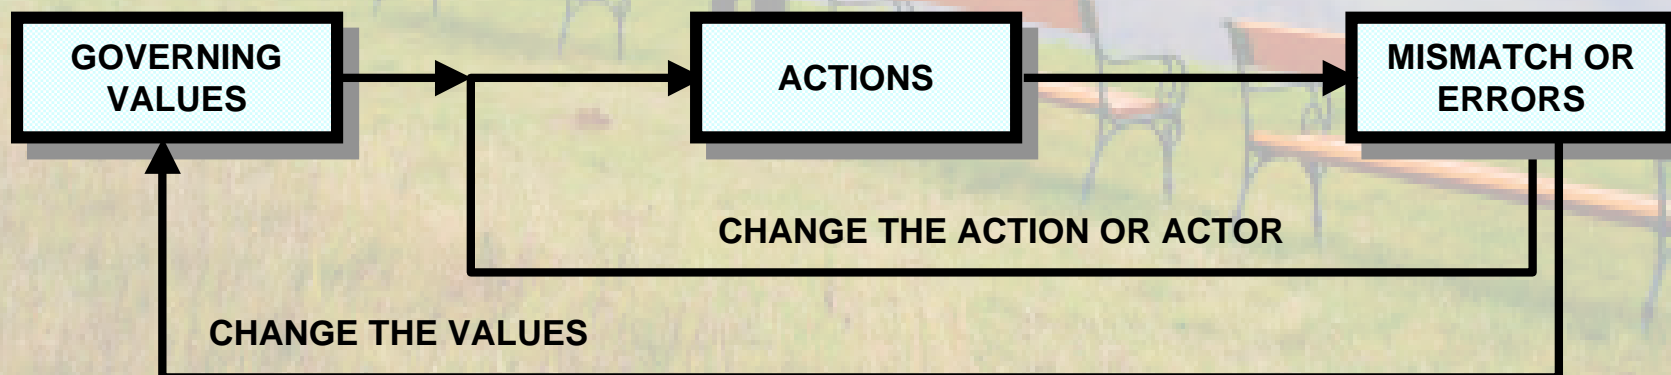 GOVERNING
VALUES
ACTIONS
MISMATCH OR
ERRORS
CHANGE THE ACTION OR ACTOR
CHANGE THE VALUES